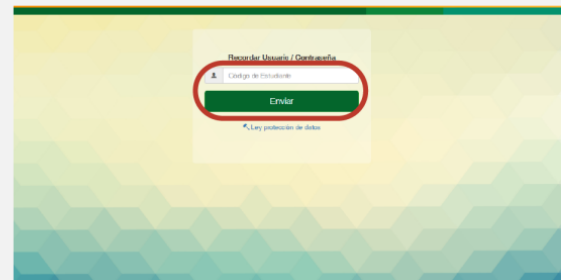 Recordar Usuario / Contraseña
Código de Estudiante
Enviar
Ley protección de datos